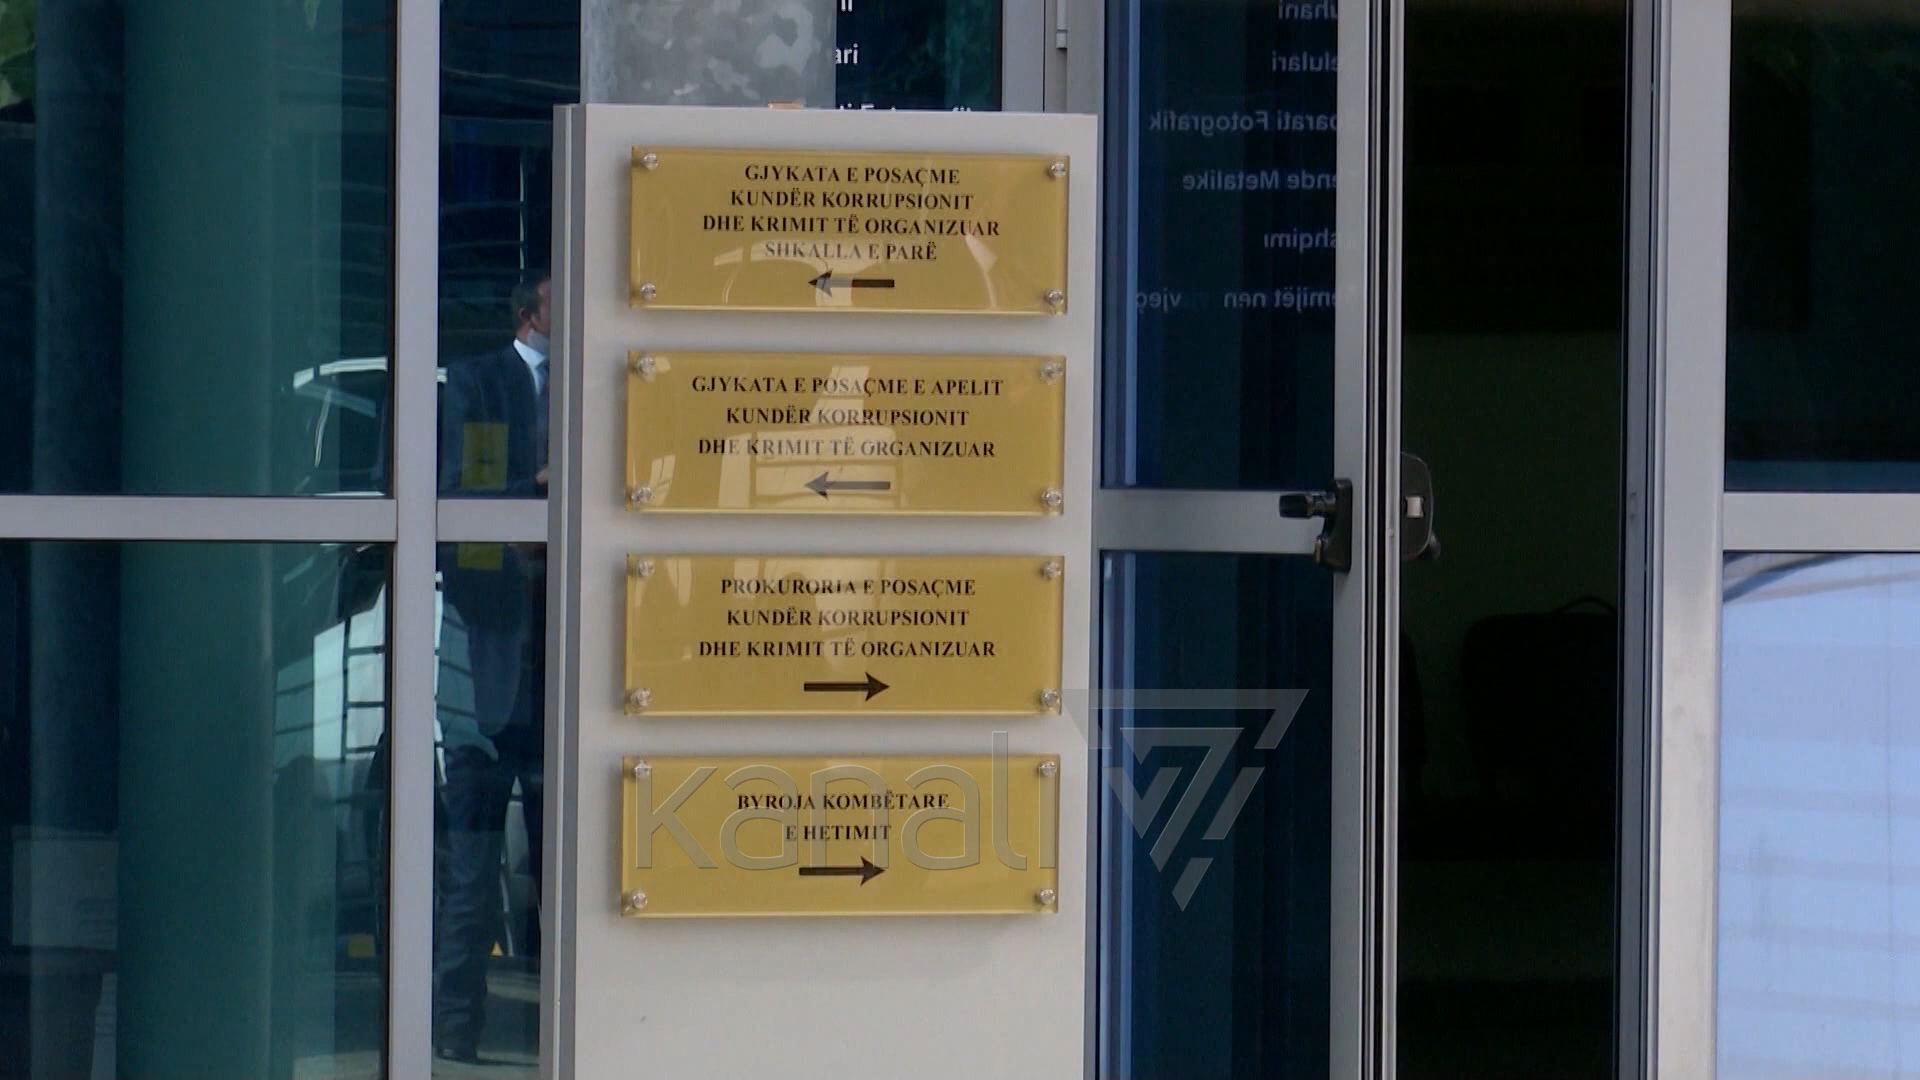 GJYKATA E POSAÇME
KUNDËR KORRUPSIONIT
DHE KRIMIT TË ORGANIZUAR
SHKALLA E PARË
GJYKATA E POSAÇME E APELIT
KUNDËR KORRUPSIONIT
DHE KRIMIT TË ORGANIZUAR
PROKURORIA E POSAÇME
KUNDËR KORRUPSIONIT
DHE KRIMIT TË ORGANIZUAR
BYROJA KOMBËTARE
E HETIMIT
kanali 7
Fotografik
Metalike
nen